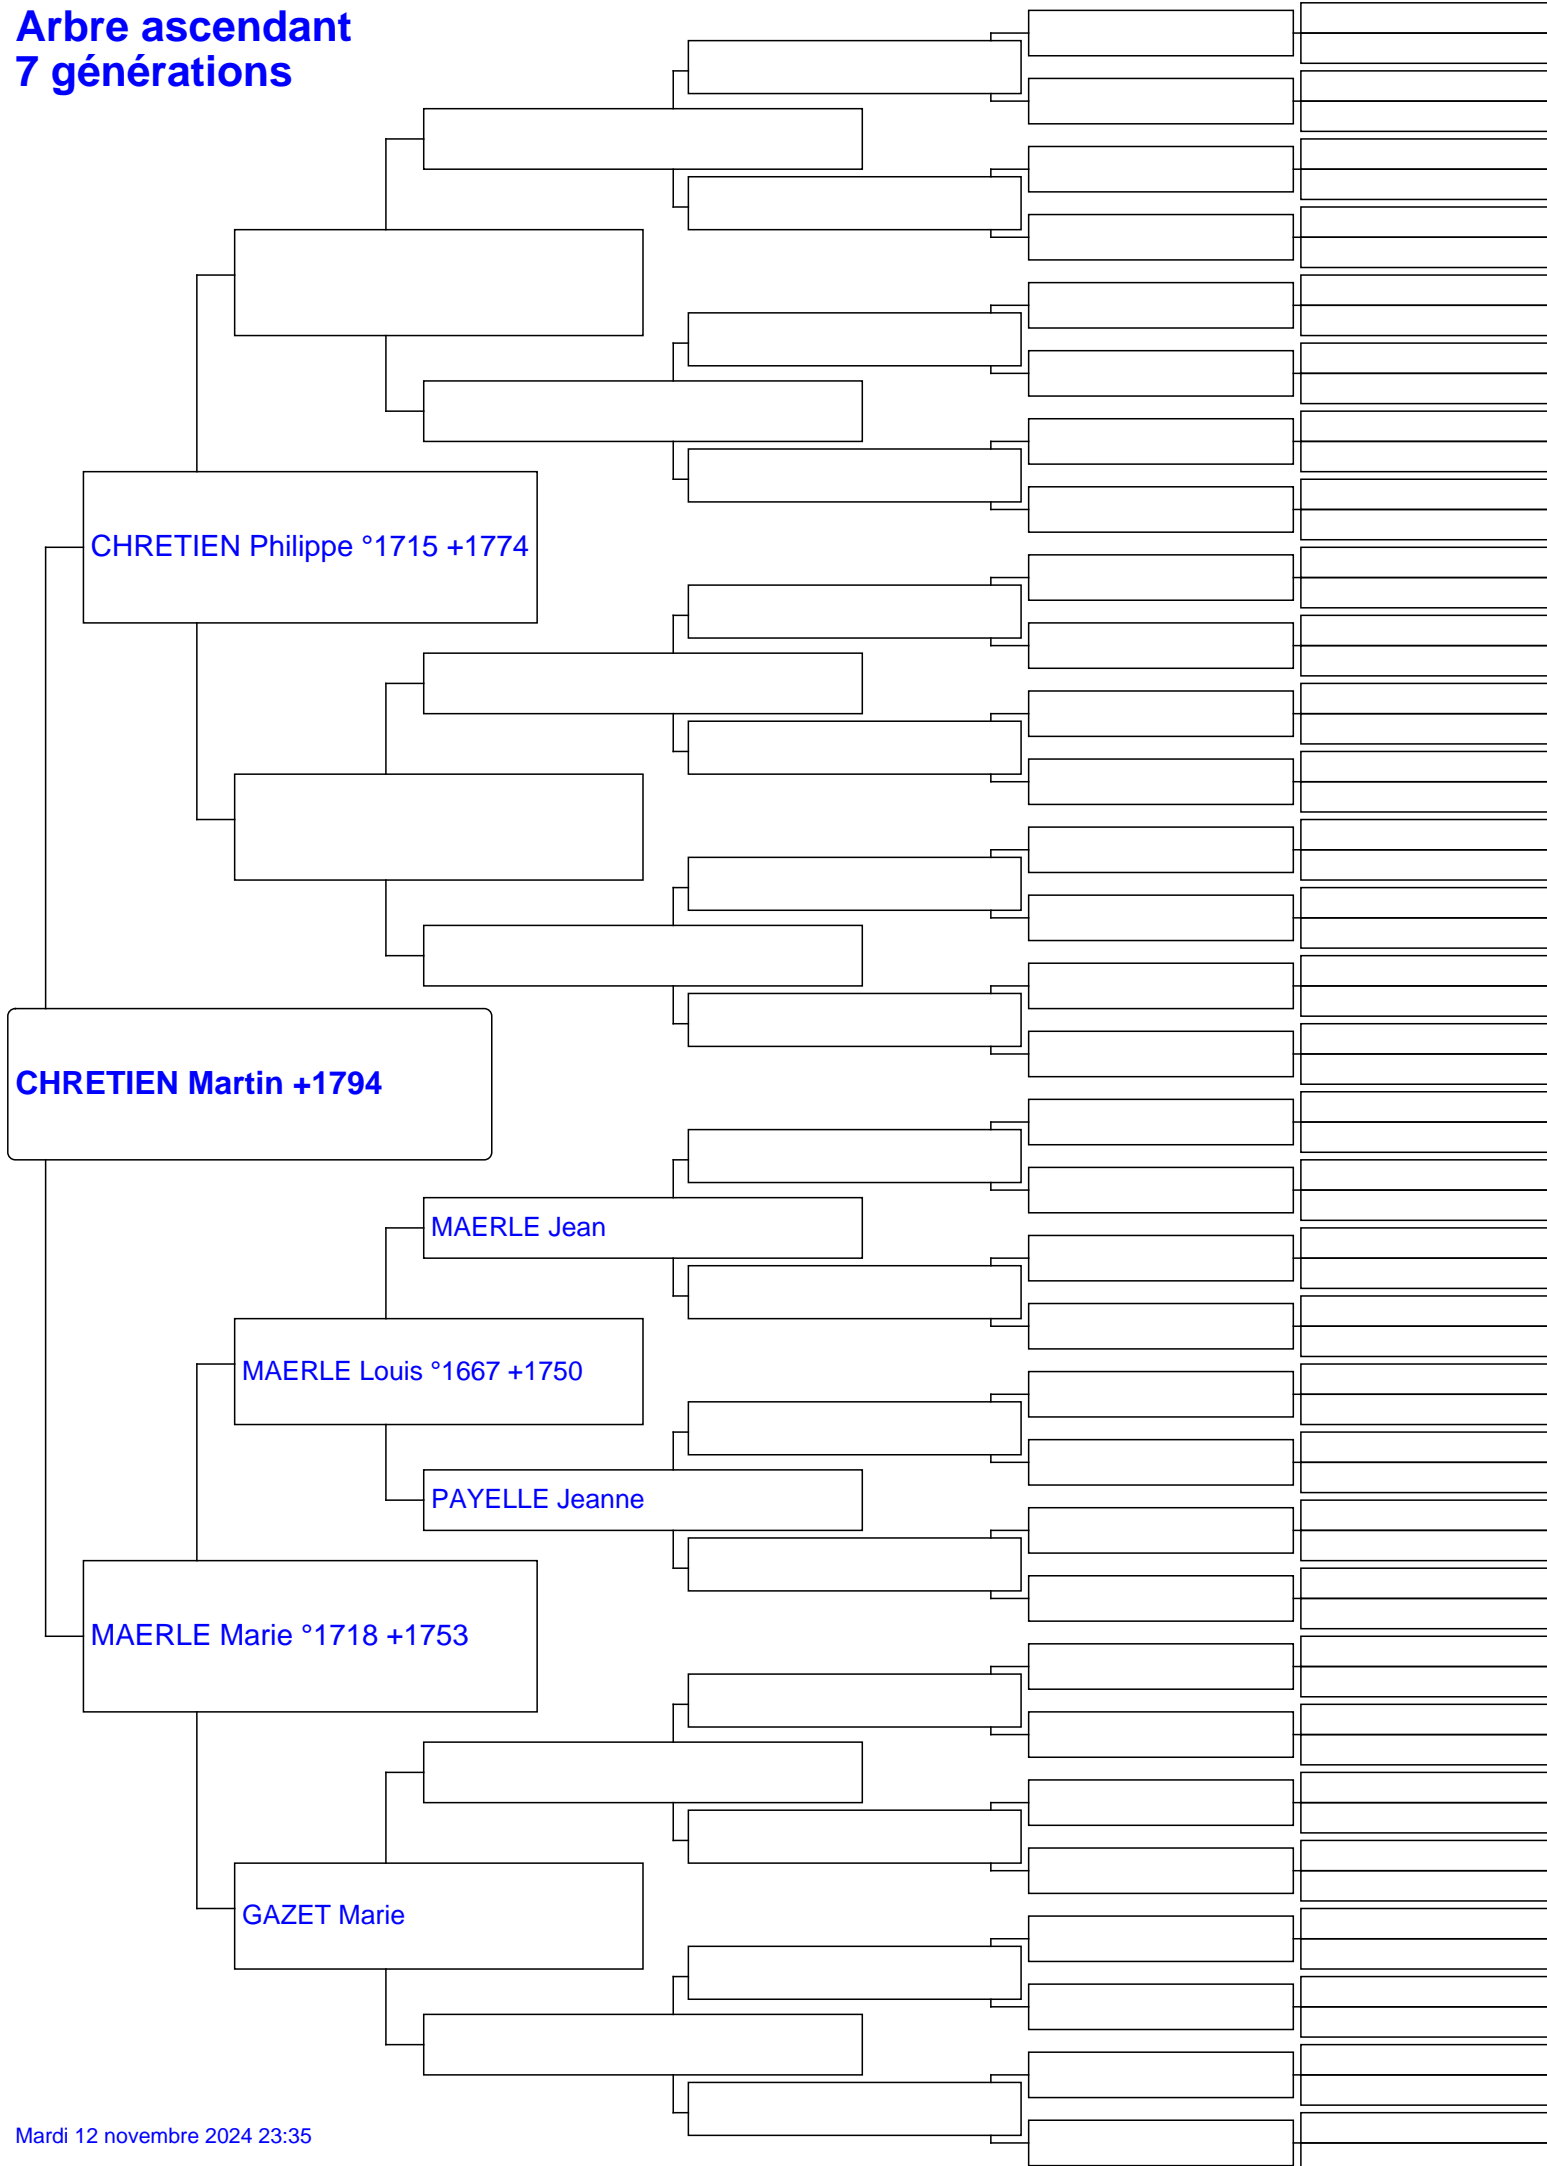 Arbre ascendant
7 générations
CHRETIEN Philippe °1715 +1774
CHRETIEN Martin +1794
MAERLE Jean
MAERLE Louis °1667 +1750
PAYELLE Jeanne
MAERLE Marie °1718 +1753
GAZET Marie
Mardi 12 novembre 2024 23:35